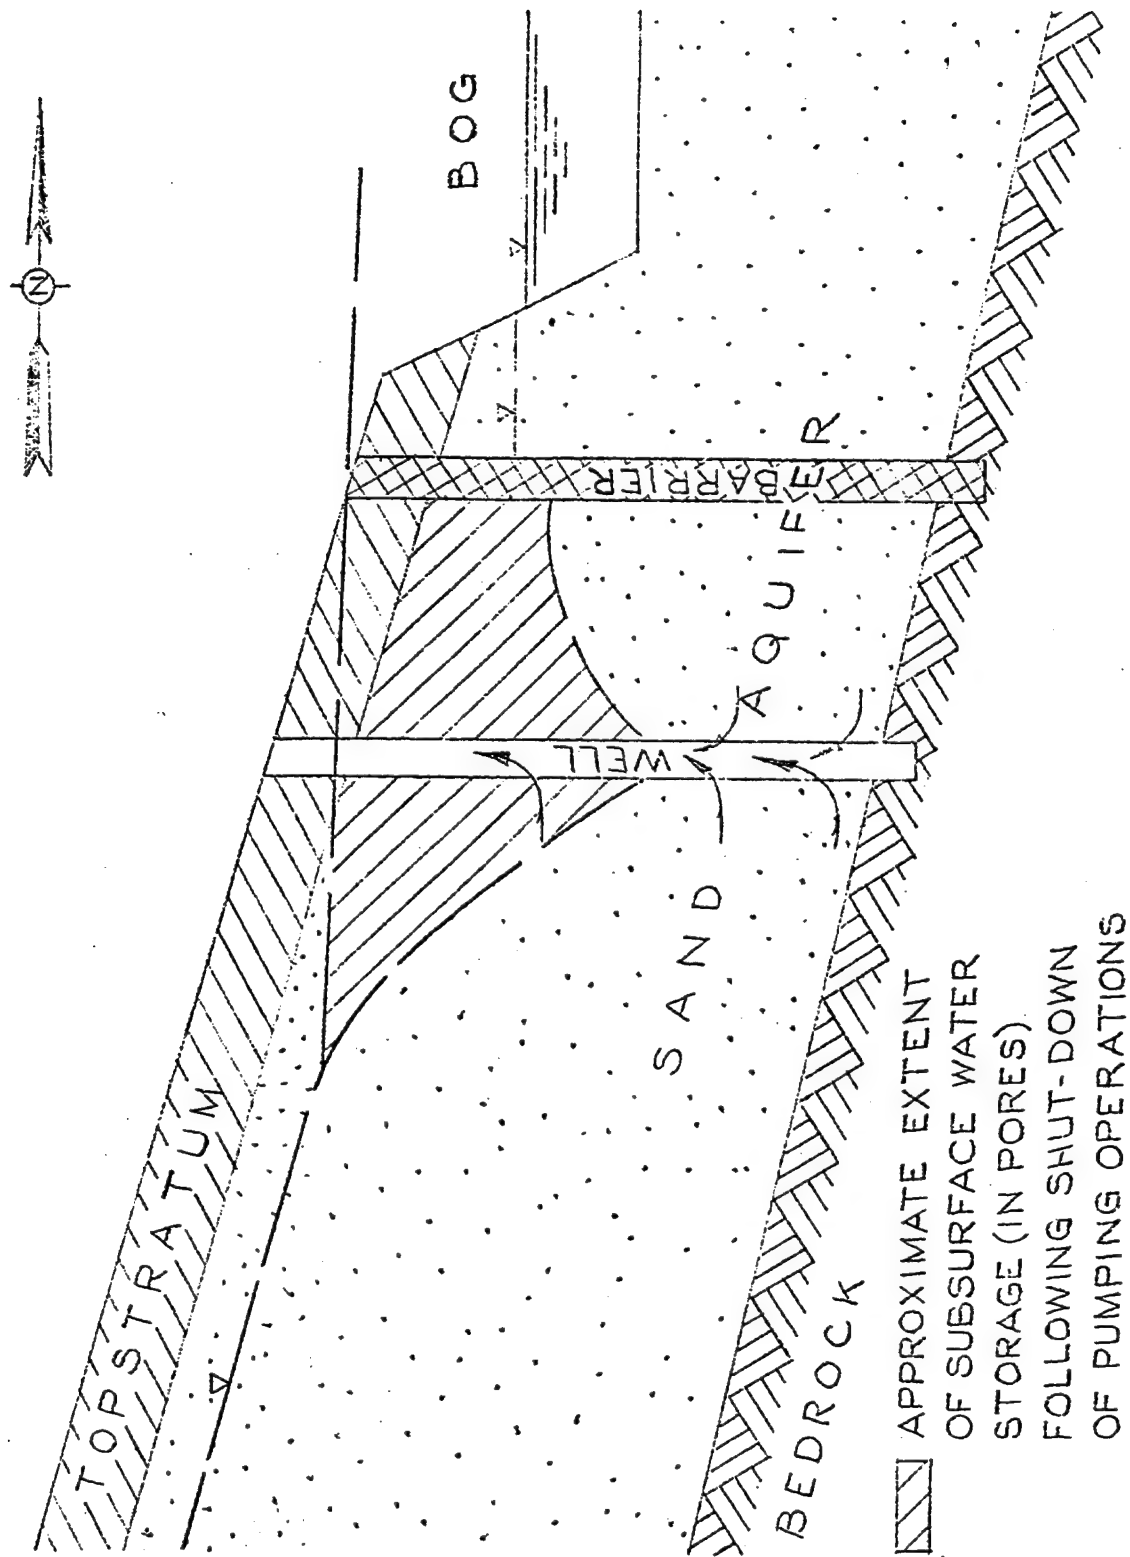 N
BOG
TOPSTRATUM
WELL
BARRIER
SAND AQUIFER
BEDROCK
APPROXIMATE EXTENT
OF SUBSURFACE WATER
STORAGE (IN PORES)
FOLLOWING SHUT-DOWN
OF PUMPING OPERATIONS